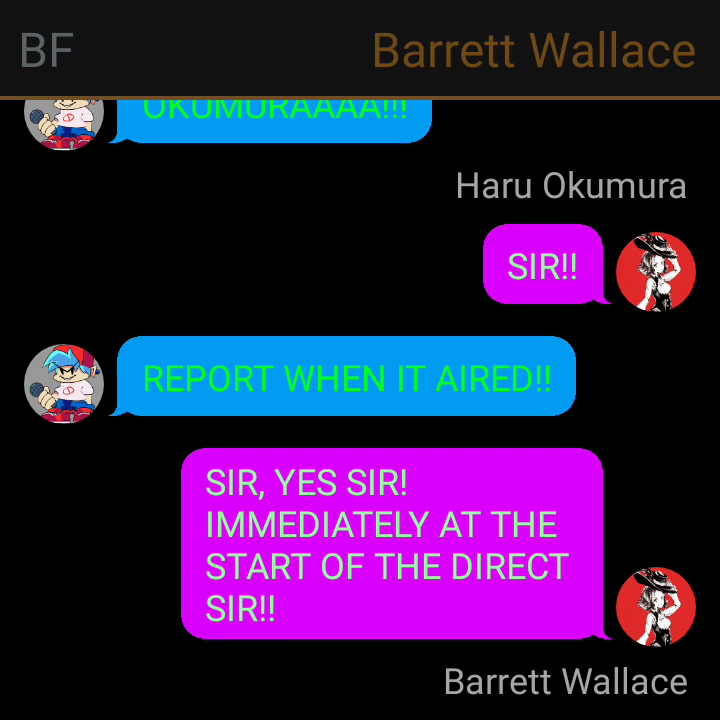 BF
Barrett Wallace
OKUMURAAAA!!!
Haru Okumura
SIR!!
REPORT WHEN IT AIRED!!
SIR, YES SIR!
IMMEDIATELY AT THE
START OF THE DIRECT
SIR!!
Barrett Wallace